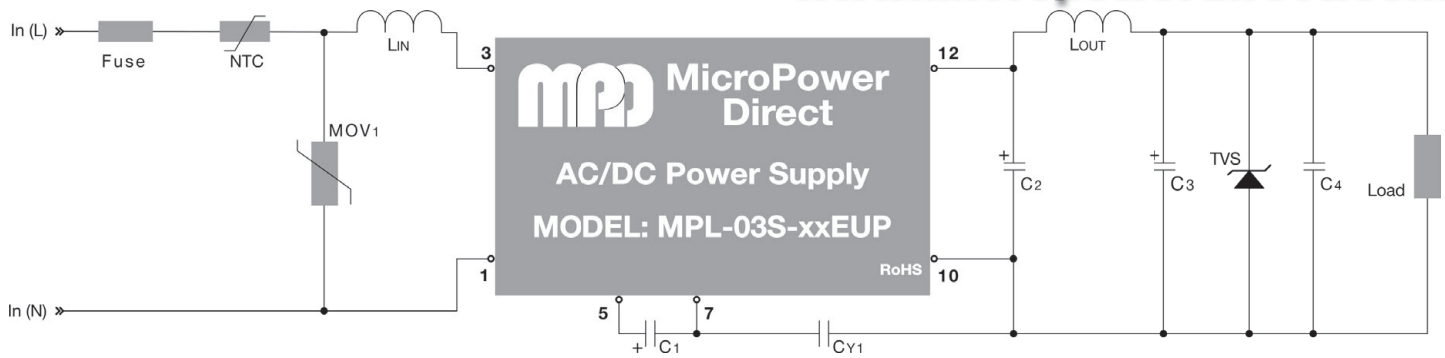 In (L)
Fuse
NTC
LIN
MOV1
In (N)
3
1
MPD
MicroPower
Direct
AC/DC Power Supply
MODEL: MPL-03S-xxEUP
RoHS
12
10
5
7
+
C1
CY1
LOUT
+
C2
+
C3
TVS
C4
Load